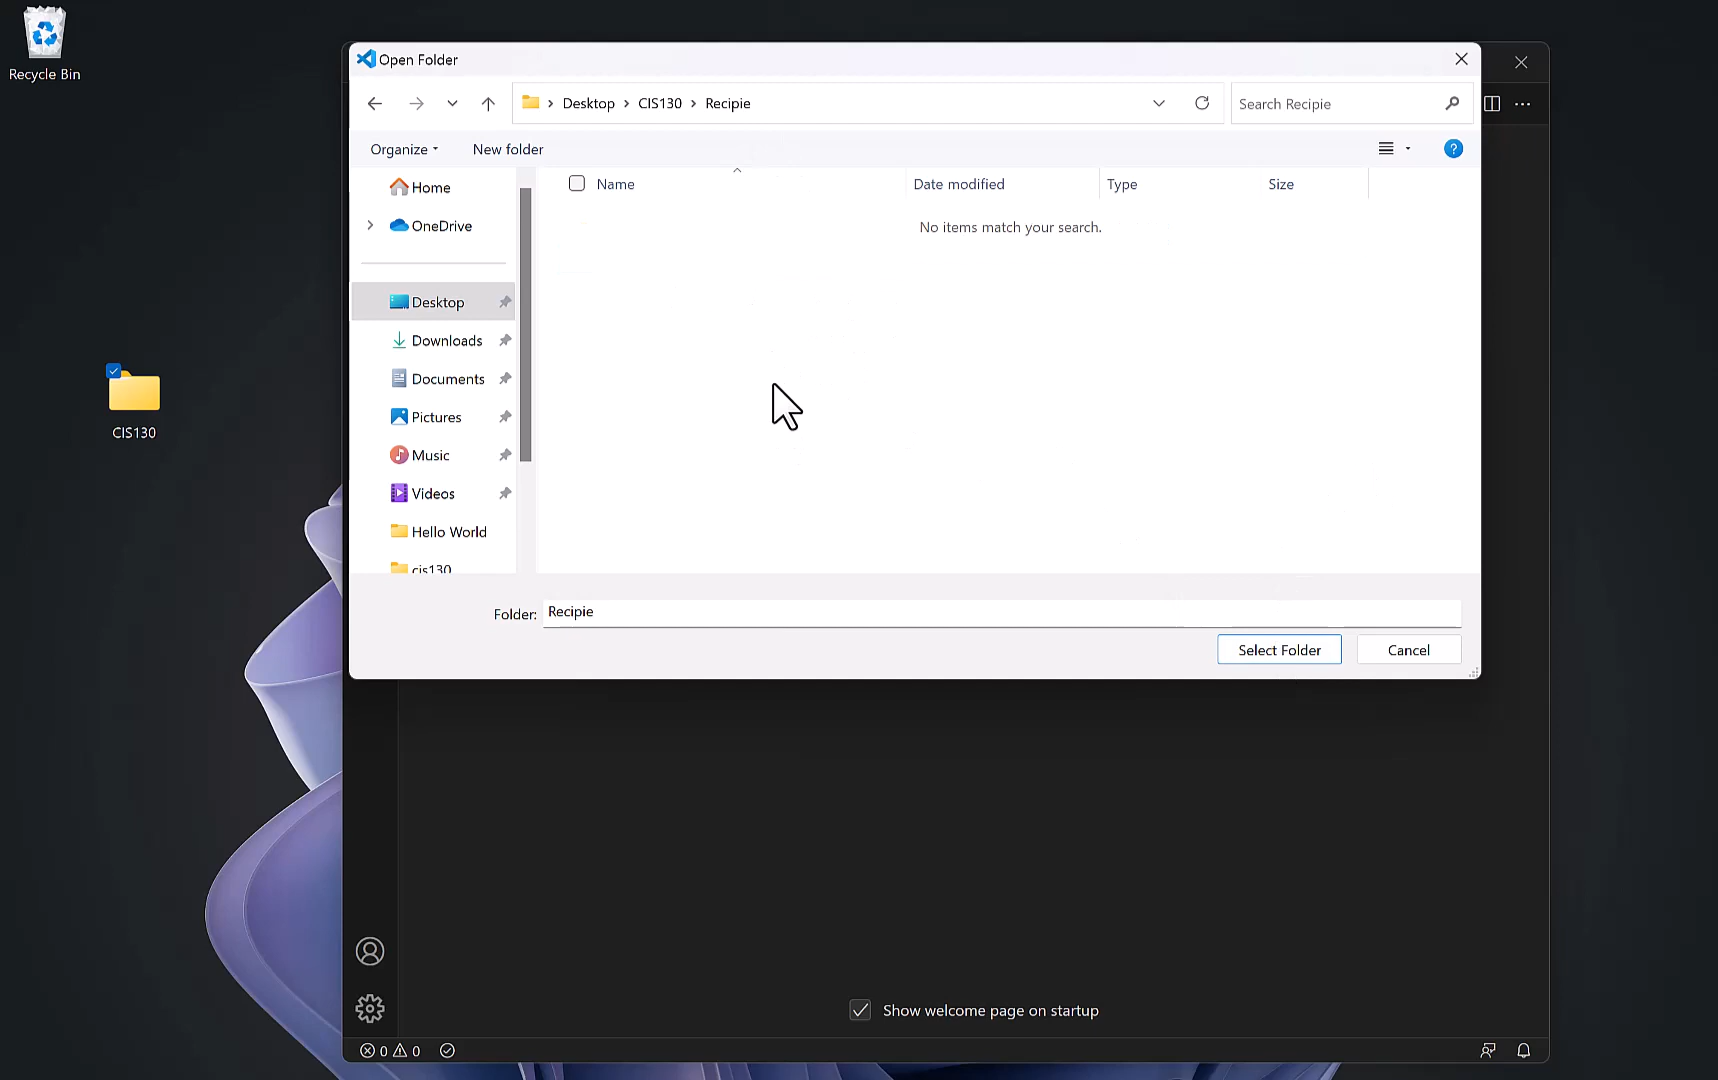 Recycle Bin
Open Folder
Desktop > CIS130 > Recipie
Search Recipie
Organize
New folder
?
Home
OneDrive
Desktop
Downloads
Documents
Pictures
Music
Videos
Hello World
cis130
Name
Date modified
Type
Size
No items match your search.
CIS130
Folder: Recipie
Select Folder
Cancel
Show welcome page on startup
0 0